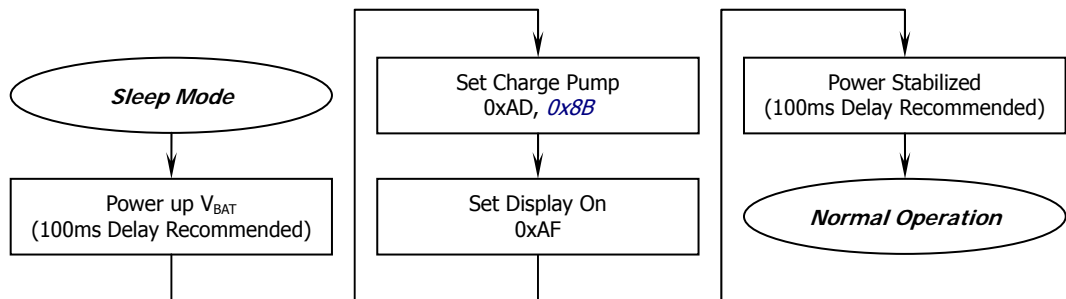 Sleep Mode
Power up VBAT
(100ms Delay Recommended)
Set Charge Pump
0xAD, 0x8B
Set Display On
0xAF
Power Stabilized
(100ms Delay Recommended)
Normal Operation